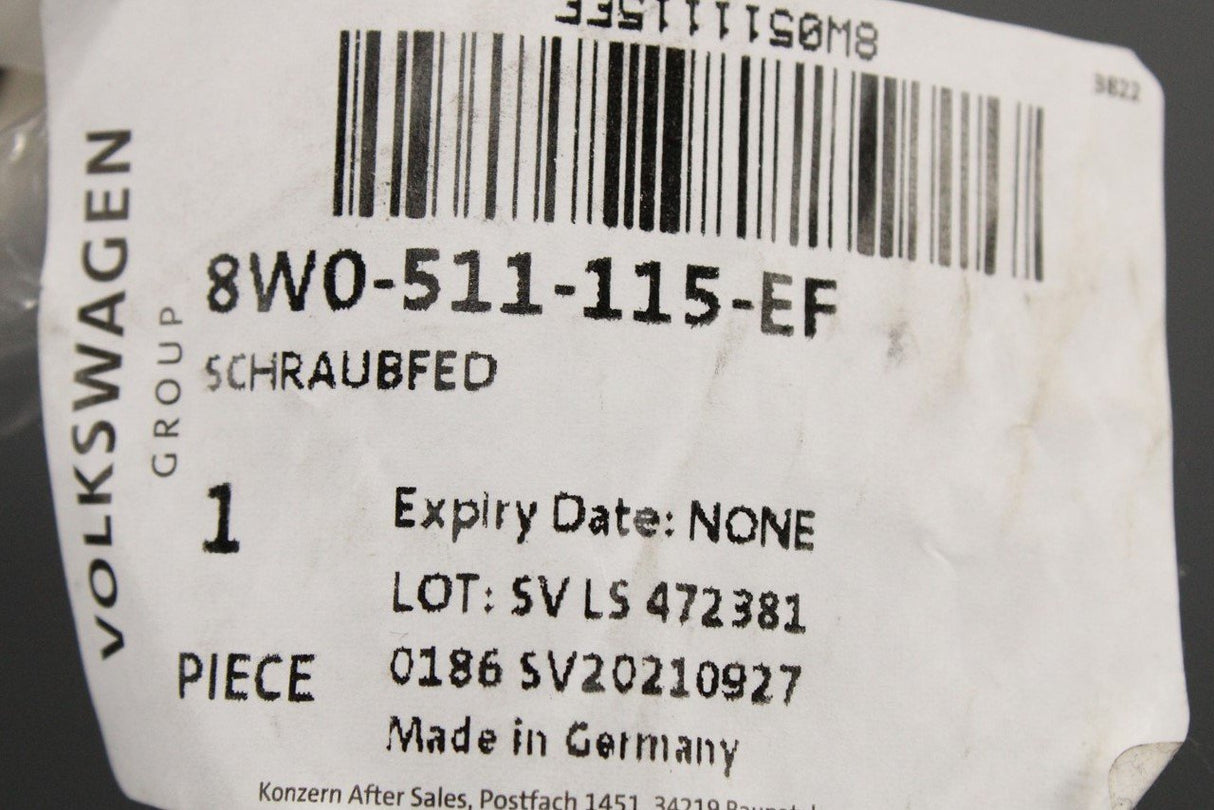 8W0511115EF
9822
VOLKSWAGEN
GROUP
8W0-511-115-EF
SCHRAUBFED
1
PIECE
Expiry Date: NONE
LOT: SV LS 472381
0186 SV20210927
Made in Germany
Konzern After Sales, Postfach 1451, 34219